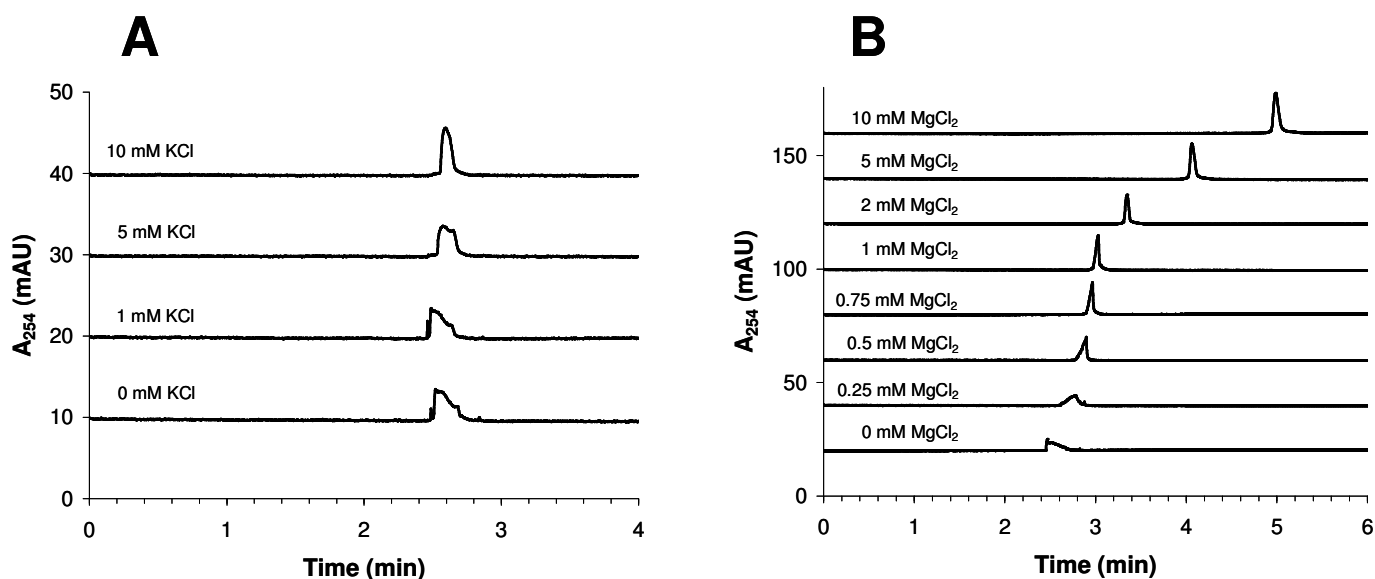 A
50
40
30
20
10
0
A254 (mAU)
10 mM KCl
5 mM KCl
1 mM KCl
0 mM KCl
0
1
2
3
4
Time (min)
B
150
100
50
0
A254 (mAU)
10 mM MgCl2
5 mM MgCl2
2 mM MgCl2
1 mM MgCl2
0.75 mM MgCl2
0.5 mM MgCl2
0.25 mM MgCl2
0 mM MgCl2
0
1
2
3
4
5
6
Time (min)